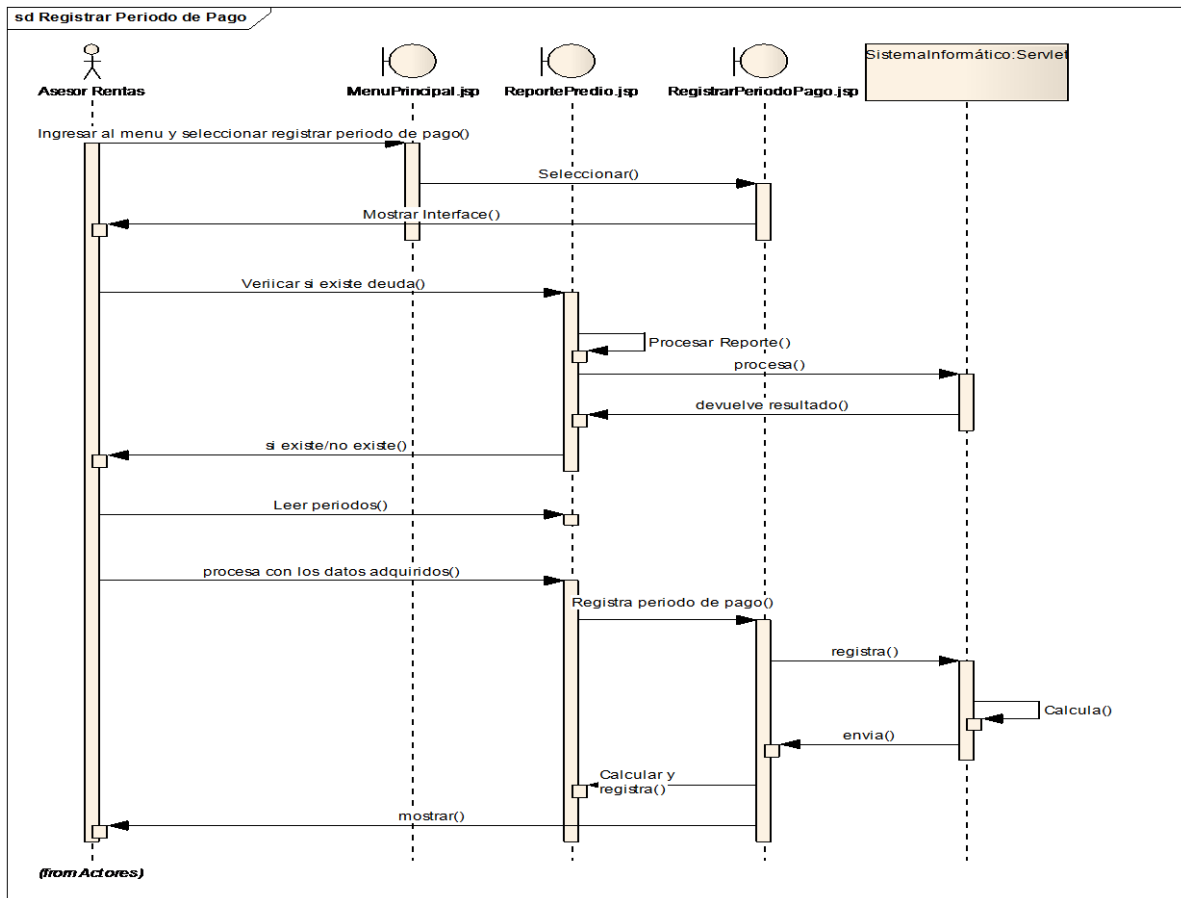 sd Registrar Periodo de Pago
Asesor Rentas
MenuPrincipal.jsp
ReportePredio.jsp
RegistrarPeriodoPago.jsp
SistemaInformático:Servlet
Ingresar al menu y seleccionar registrar periodo de pago()
Seleccionar()
Mostrar Interface()
Veriicar si existe deuda()
Procesar Reporte()
procesa()
devuelve resultado()
si existe/no existe()
Leer periodos()
procesa con los datos adquiridos()
Registra periodo de pago()
registra()
Calcula()
envia()
Calcular y
registra()
mostrar()
(from Actores)